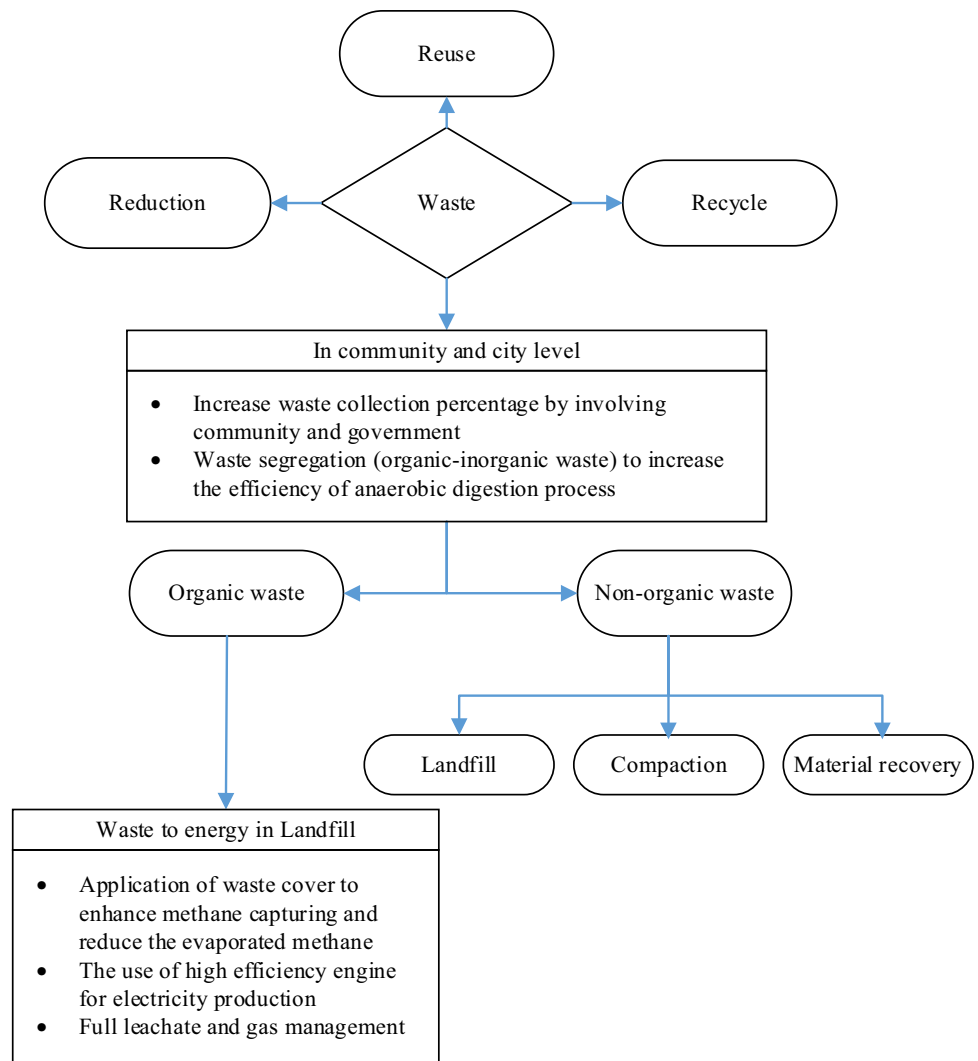 Reuse
Reduction
Waste
Recycle
In community and city level
• Increase waste collection percentage by involving
community and government
• Waste segregation (organic-inorganic waste) to increase
the efficiency of anaerobic digestion process
Organic waste
Non-organic waste
Landfill
Compaction
Material recovery
Waste to energy in Landfill
• Application of waste cover to
enhance methane capturing and
reduce the evaporated methane
• The use of high efficiency engine
for electricity production
• Full leachate and gas management